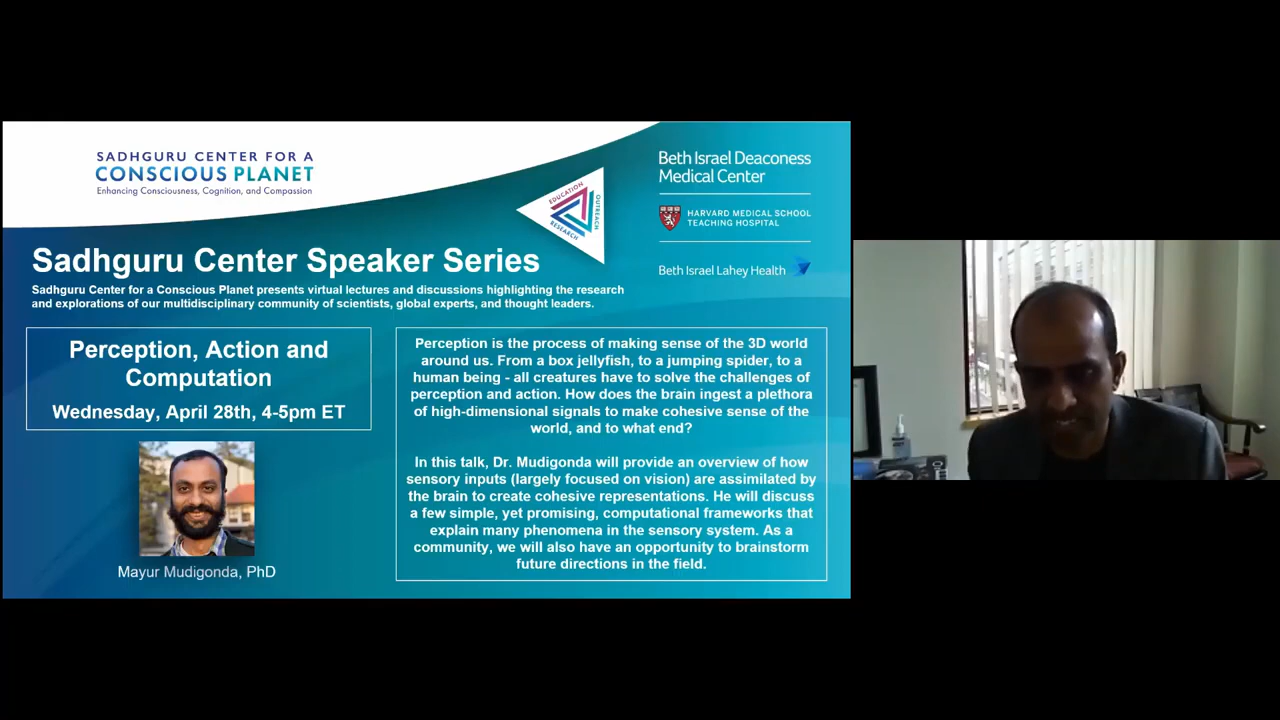 SADHGURU CENTER FOR A
CONSCIOUS PLANET
Enhancing Consciousness, Cognition, and Compassion
EDUCATION
OUTREACH
RESEARCH
Beth Israel Deaconess
Medical Center
HARVARD MEDICAL SCHOOL
TEACHING HOSPITAL
Beth Israel Lahey Health
Sadhguru Center Speaker Series
Sadhguru Center for a Conscious Planet presents virtual lectures and discussions highlighting the research
and explorations of our multidisciplinary community of scientists, global experts, and thought leaders.
Perception, Action and
Computation
Wednesday, April 28th, 4-5pm ET
Mayur Mudigonda, PhD
Perception is the process of making sense of the 3D world
around us. From a box jellyfish, to a jumping spider, to a
human being - all creatures have to solve the challenges of
perception and action. How does the brain ingest a plethora
of high-dimensional signals to make cohesive sense of the
world, and to what end?
In this talk, Dr. Mudigonda will provide an overview of how
sensory inputs (largely focused on vision) are assimilated by
the brain to create cohesive representations. He will discuss
a few simple, yet promising, computational frameworks that
explain many phenomena in the sensory system. As a
community, we will also have an opportunity to brainstorm
future directions in the field.